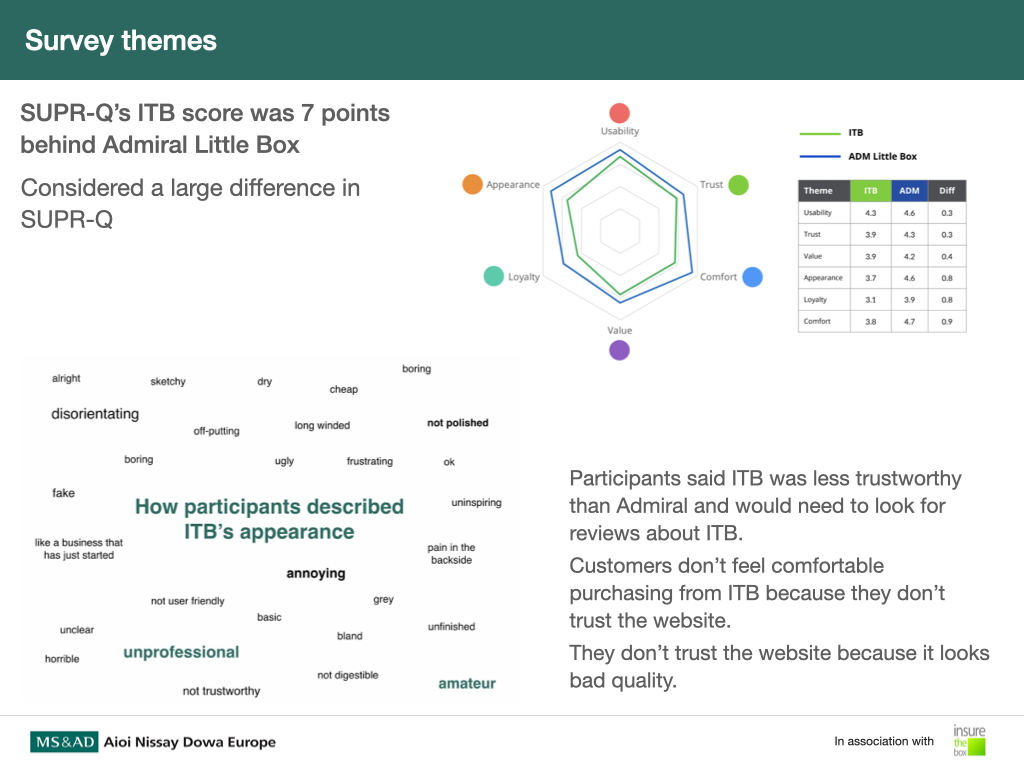 Survey themes
SUPR-Q’s ITB score was 7 points
behind Admiral Little Box
Considered a large difference in
SUPR-Q
Usability
Appearance
Trust
Loyalty
Comfort
Value
ITB
ADM Little Box
Theme ITB ADM Diff
Usability 4.3 4.6 0.3
Trust 3.9 4.3 0.3
Value 3.9 4.2 0.4
Appearance 3.7 4.6 0.8
Loyalty 3.1 3.9 0.8
Comfort 3.8 4.7 0.9
boring
alright
sketchy
dry
cheap
disorientating
off-putting
long winded
not polished
boring
ugly
frustrating
ok
fake
How participants described
ITB’s appearance
uninspiring
like a business that
has just started
pain in the
backside
annoying
not user friendly
grey
basic
unclear
bland
unfinished
horrible
unprofessional
not digestible
amateur
not trustworthy
Participants said ITB was less trustworthy
than Admiral and would need to look for
reviews about ITB.
Customers don’t feel comfortable
purchasing from ITB because they don’t
trust the website.
They don’t trust the website because it looks
bad quality.
MS&AD Aioi Nissay Dowa Europe
In association with
insure
the
box